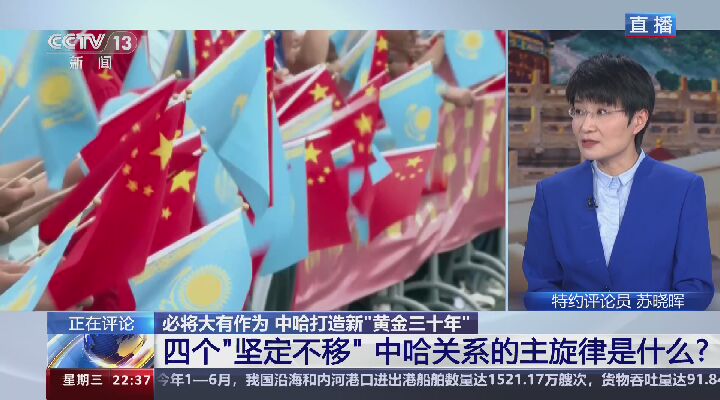 CCTV 13
新闻
直播
特约评论员 苏晓晖
正在评论
必将大有作为 中哈打造新"黄金三十年"
四个"坚定不移" 中哈关系的主旋律是什么?
星期三 22:37
今年1—6月，我国沿海和内河港口进出港船舶数量达1521.17万艘次，货物吞吐量达91.84